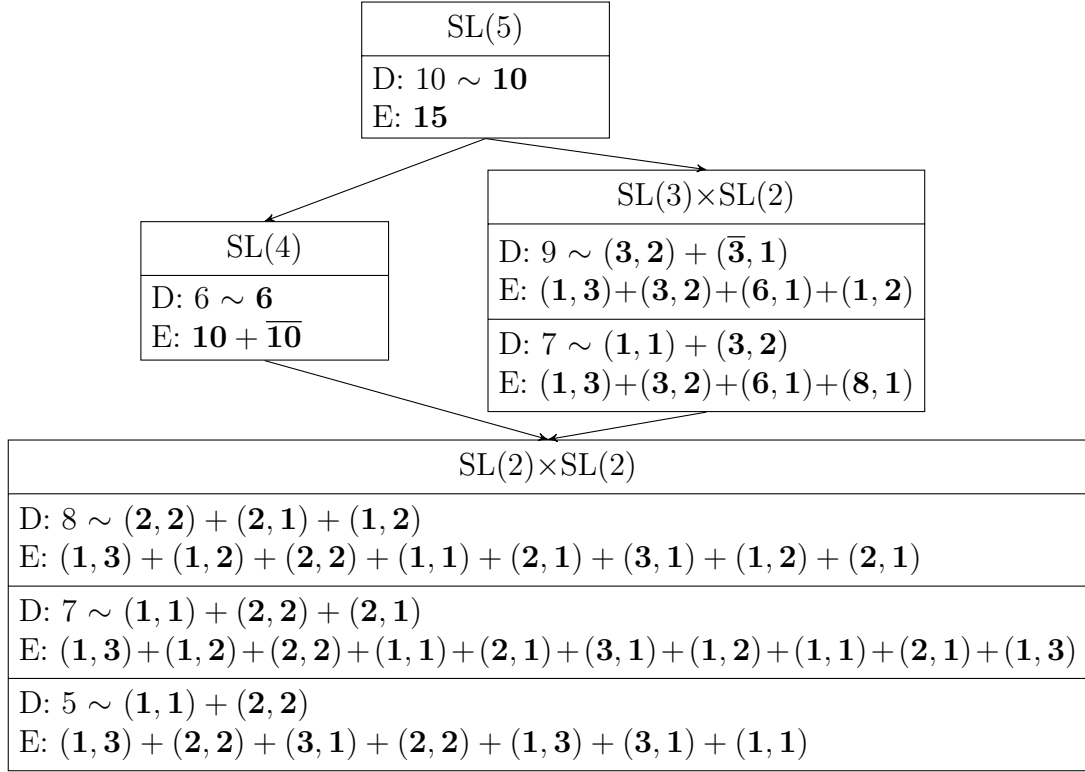 SL(5)
D: 10 ∼ 10
E: 15
SL(3)×SL(2)
D: 9 ∼ (3, 2) + (3̅, 1)
E: (1, 3)+(3, 2)+(6, 1)+(1, 2)
D: 7 ∼ (1, 1) + (3, 2)
E: (1, 3)+(3, 2)+(6, 1)+(8, 1)
SL(4)
D: 6 ∼ 6
E: 10 + 1̅0̅
SL(2)×SL(2)
D: 8 ∼ (2, 2) + (2, 1) + (1, 2)
E: (1, 3) + (1, 2) + (2, 2) + (1, 1) + (2, 1) + (3, 1) + (1, 2) + (2, 1)
D: 7 ∼ (1, 1) + (2, 2) + (2, 1)
E: (1, 3)+(1, 2)+(2, 2)+(1, 1)+(2, 1)+(3, 1)+(1, 2)+(1, 1)+(2, 1)+(1, 3)
D: 5 ∼ (1, 1) + (2, 2)
E: (1, 3) + (2, 2) + (3, 1) + (2, 2) + (1, 3) + (3, 1) + (1, 1)